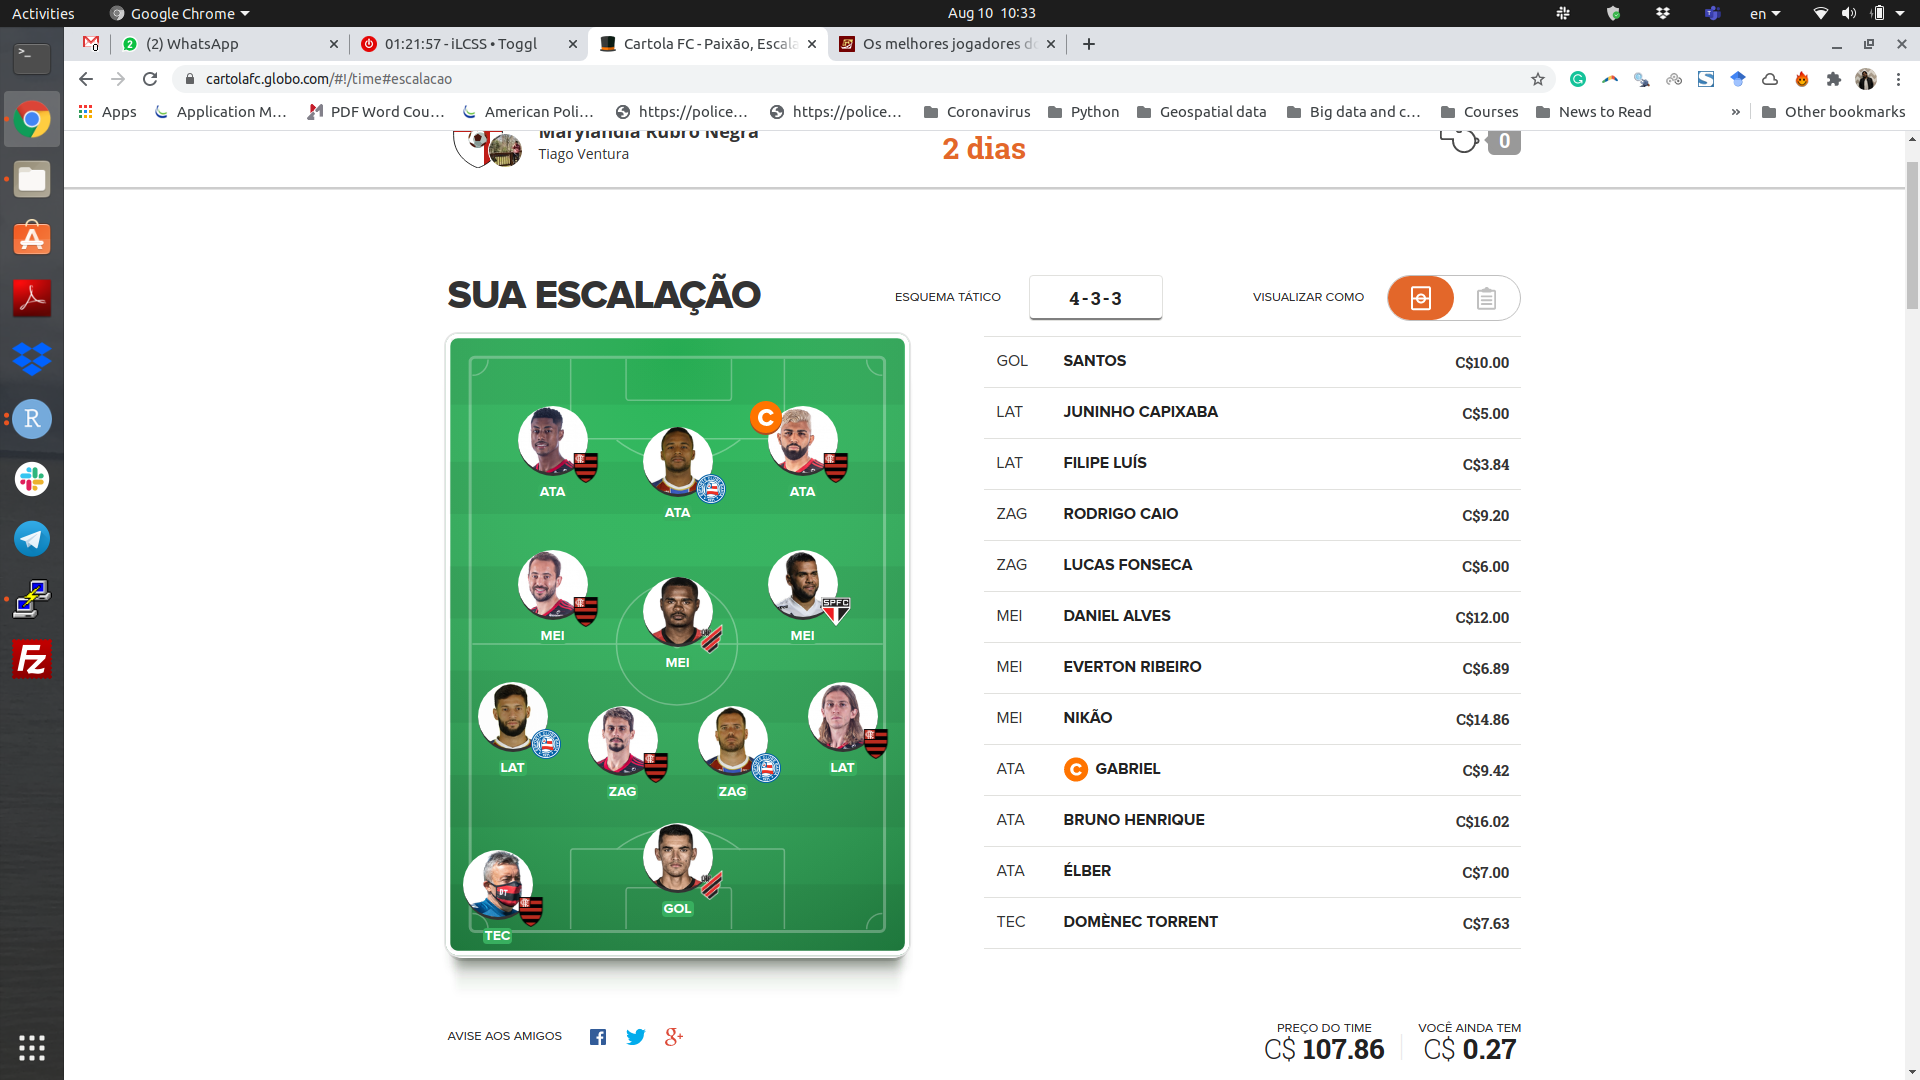 Activities
Google Chrome
Aug 10 10:33
en
0
(2) WhatsApp
01:21:57 - iLCSS • Toggl
Cartola FC - Paixão, Escala
Os melhores jogadores do
cartolafc.globo.com/#!/time#escalacao
Apps
Application M...
PDF Word Cou...
American Poli...
https://police...
https://police...
Coronavirus
Python
Geospatial data
Big data and c...
Courses
News to Read
»
Other bookmarks
Marylandia Rubro Negra
Tiago Ventura
2 dias
0
SUA ESCALAÇÃO
ESQUEMA TÁTICO
4-3-3
VISUALIZAR COMO
C
ATA
ATA
ATA
MEI
MEI
SPFC
MEI
LAT
ZAG
ZAG
LAT
GOL
TEC
GOL SANTOS C$10.00
LAT JUNINHO CAPIXABA C$5.00
LAT FILIPE LUÍS C$3.84
ZAG RODRIGO CAIO C$9.20
ZAG LUCAS FONSECA C$6.00
MEI DANIEL ALVES C$12.00
MEI EVERTON RIBEIRO C$6.89
MEI NIKÃO C$14.86
ATA C GABRIEL C$9.42
ATA BRUNO HENRIQUE C$16.02
ATA ÉLBER C$7.00
TEC DOMÈNEC TORRENT C$7.63
AVISE AOS AMIGOS
PREÇO DO TIME
C$ 107.86
VOCÊ AINDA TEM
C$ 0.27